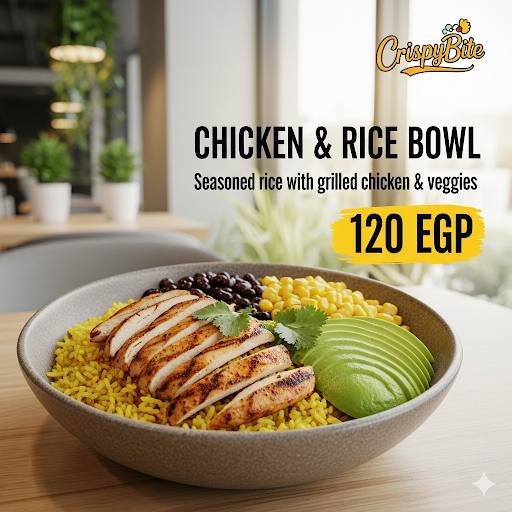 CrispyBite
CHICKEN & RICE BOWL
Seasoned rice with grilled chicken & veggies
120 EGP